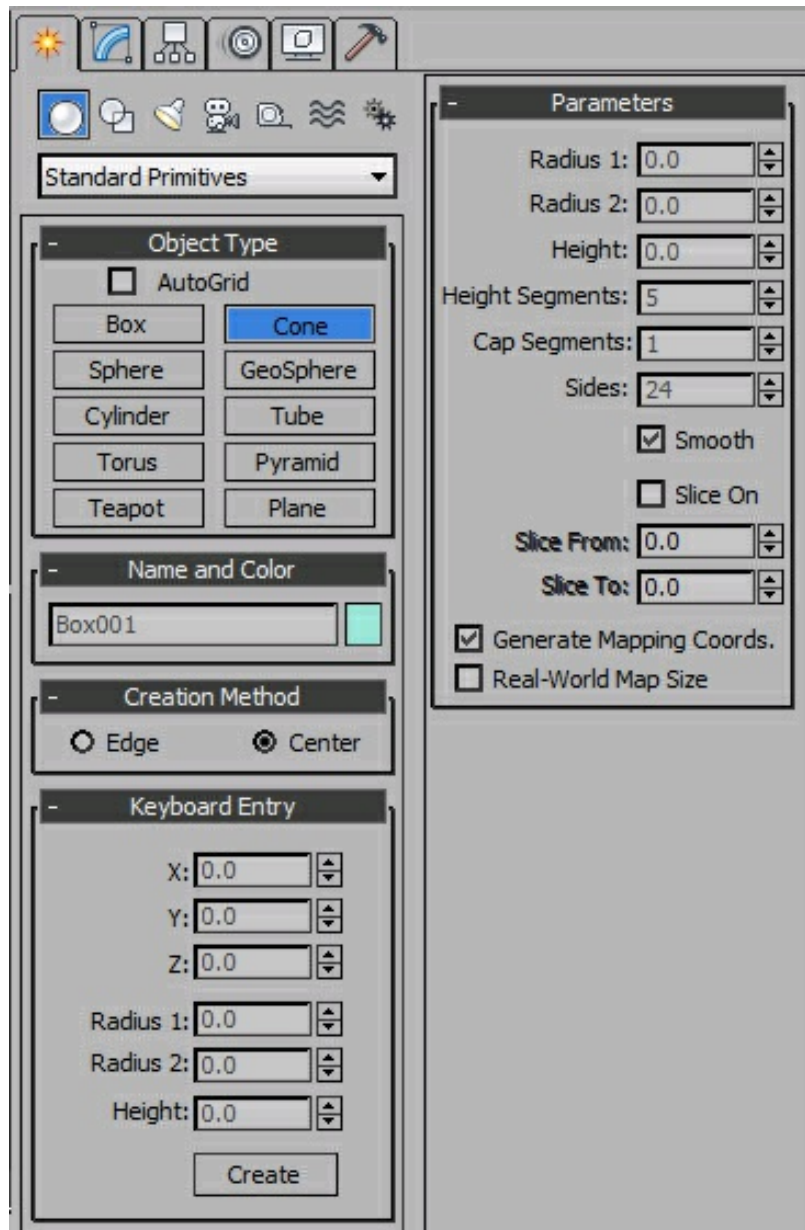 Standard Primitives
- Object Type
AutoGrid
Box Cone
Sphere GeoSphere
Cylinder Tube
Torus Pyramid
Teapot Plane
- Name and Color
Box001
- Creation Method
Edge Center
- Keyboard Entry
X: 0.0
Y: 0.0
Z: 0.0
Radius 1: 0.0
Radius 2: 0.0
Height: 0.0
Create
- Parameters
Radius 1: 0.0
Radius 2: 0.0
Height: 0.0
Height Segments: 5
Cap Segments: 1
Sides: 24
Smooth
Slice On
Slice From: 0.0
Slice To: 0.0
Generate Mapping Coords.
Real-World Map Size